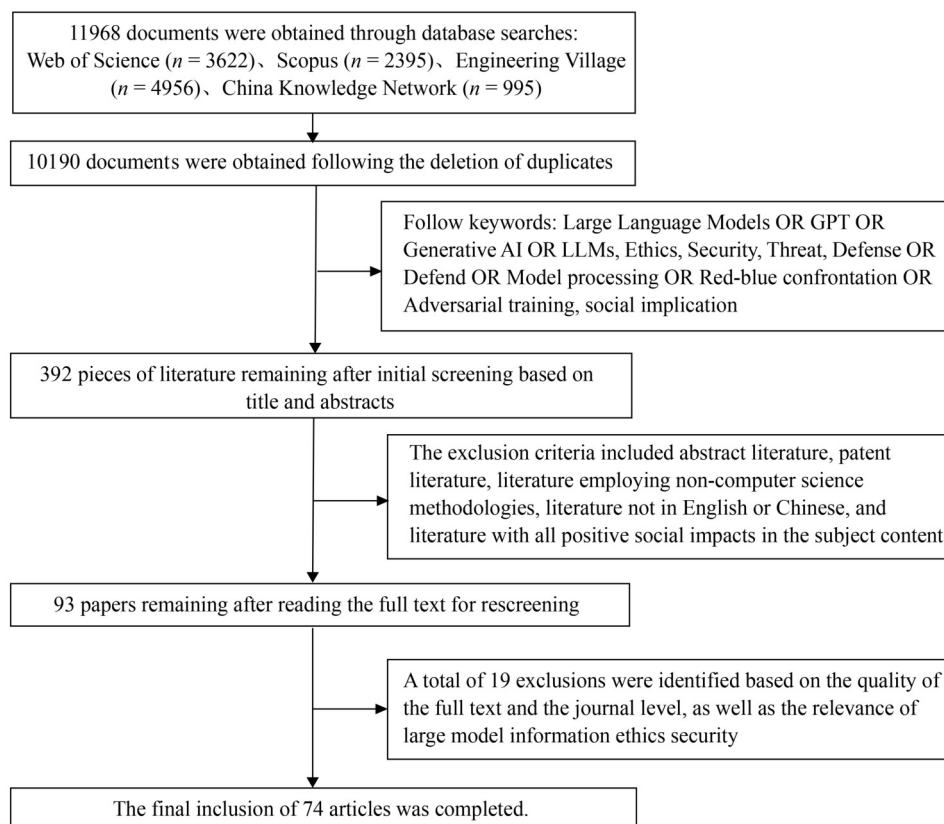 11968 documents were obtained through database searches:
Web of Science (n = 3622)、Scopus (n = 2395)、Engineering Village
(n = 4956)、China Knowledge Network (n = 995)
10190 documents were obtained following the deletion of duplicates
Follow keywords: Large Language Models OR GPT OR
Generative AI OR LLMs, Ethics, Security, Threat, Defense OR
Defend OR Model processing OR Red-blue confrontation OR
Adversarial training, social implication
392 pieces of literature remaining after initial screening based on
title and abstracts
The exclusion criteria included abstract literature, patent
literature, literature employing non-computer science
methodologies, literature not in English or Chinese, and
literature with all positive social impacts in the subject content
93 papers remaining after reading the full text for rescreening
A total of 19 exclusions were identified based on the quality of
the full text and the journal level, as well as the relevance of
large model information ethics security
The final inclusion of 74 articles was completed.